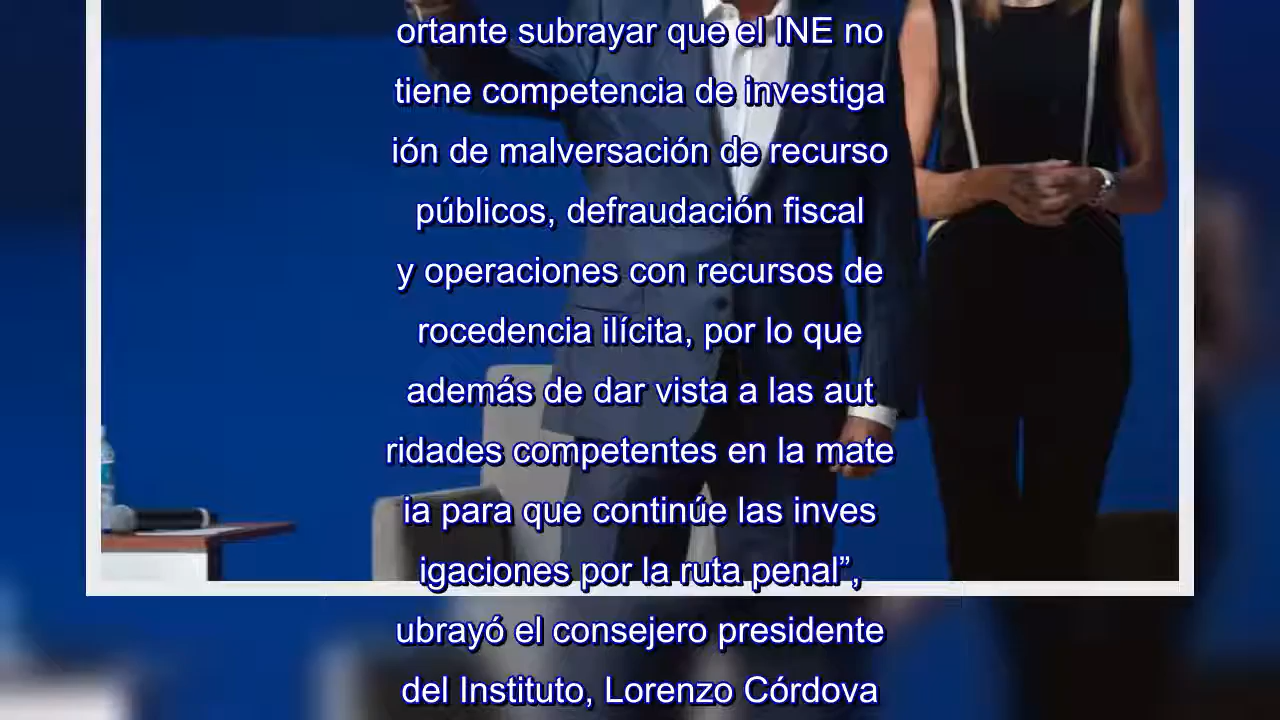 ortante subrayar que el INE no
tiene competencia de investiga
ión de malversación de recurso
públicos, defraudación fiscal
y operaciones con recursos de
rocedencia ilícita, por lo que
además de dar vista a las aut
ridades competentes en la mate
ia para que continúe las inves
igaciones por la ruta penal”,
ubrayó el consejero presidente
del Instituto, Lorenzo Córdova